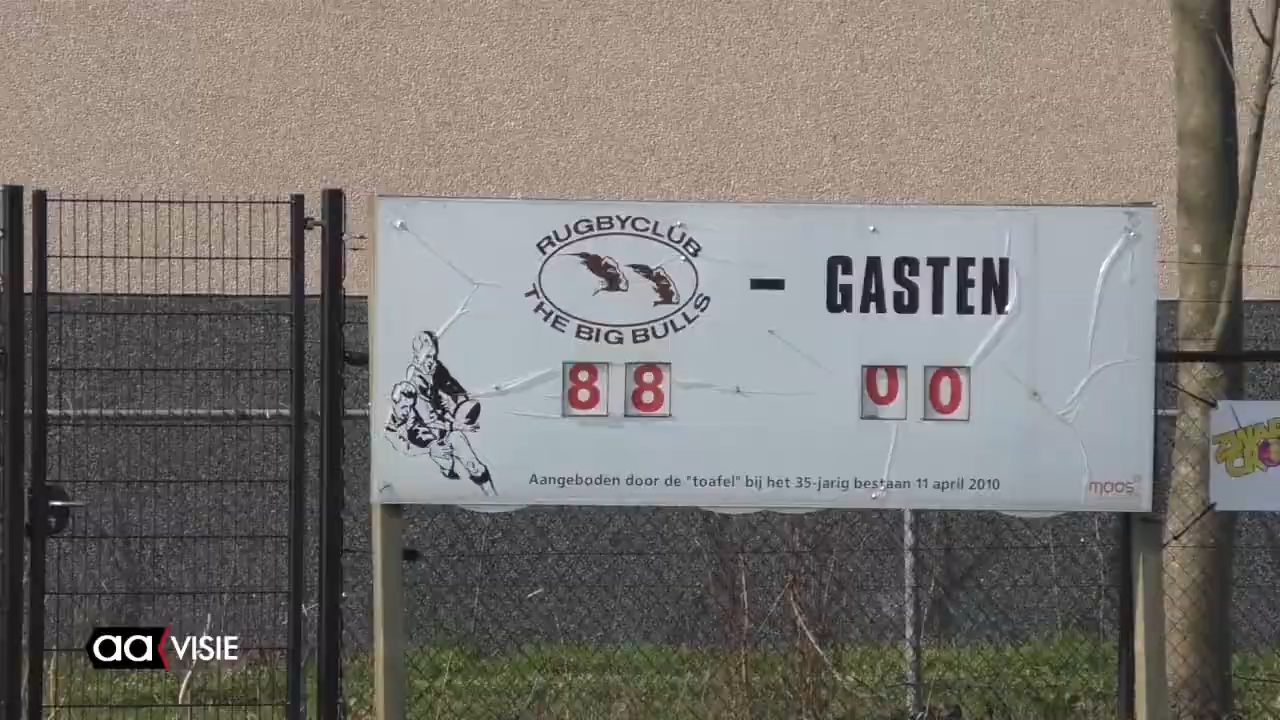 RUGBYCLUB
THE BIG BULLS
- GASTEN
88 00
Aangeboden door de "toafel" bij het 35-jarig bestaan 11 april 2010
moos
aa VISIE